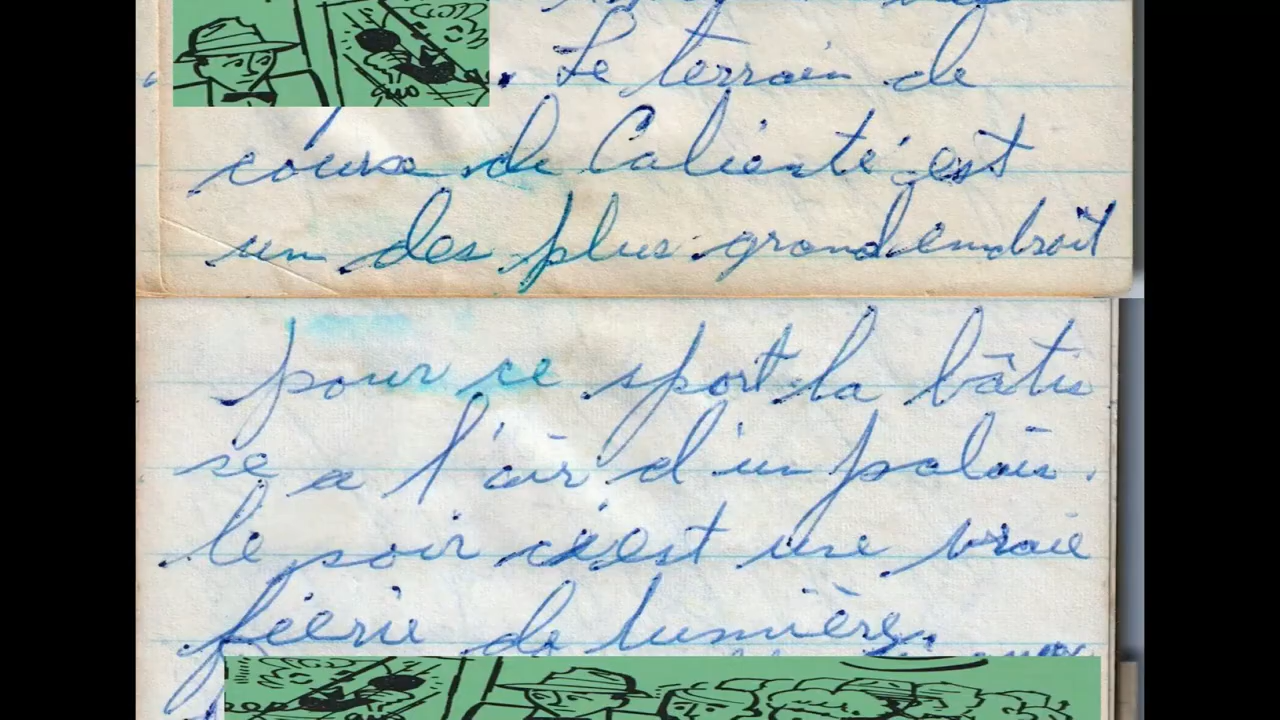 Le terrain de
course de Caliente est
un des plus grand endroit
pour ce sport la bâtis
se a l'air d'un palais.
le soir c'est une vraie
féerie de lumière,